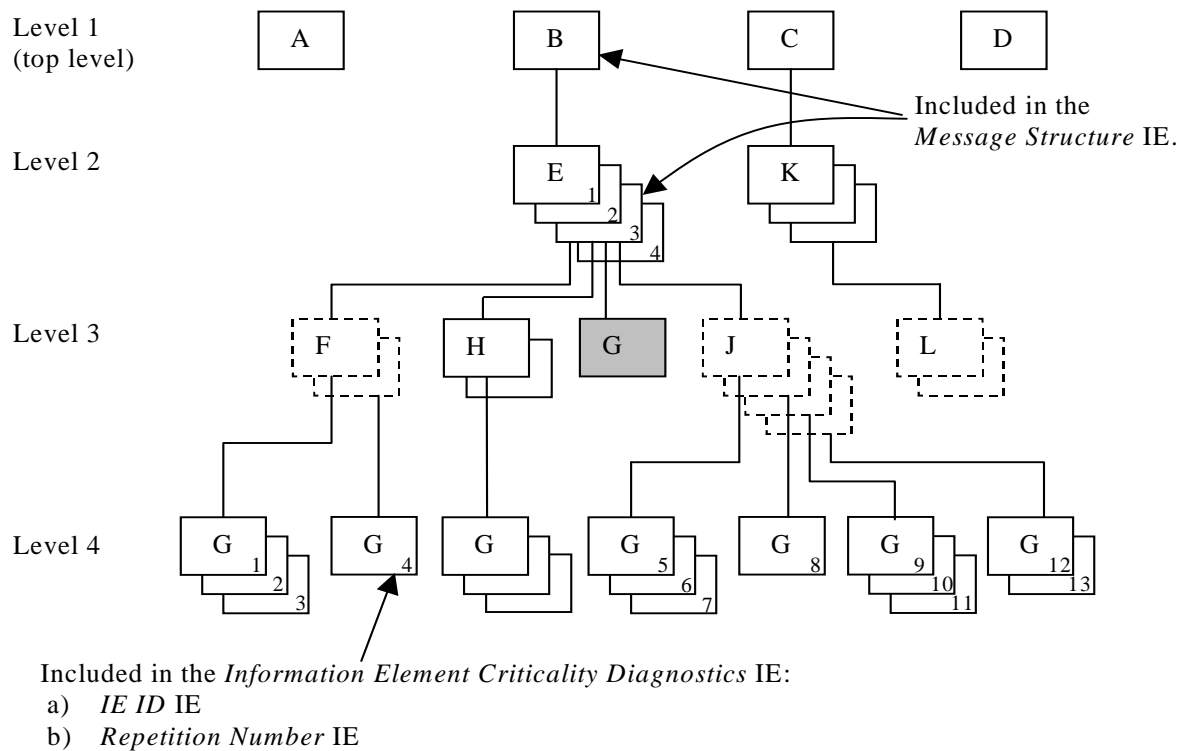 Level 1
(top level)
A
B
C
D
Included in the
Message Structure IE.
Level 2
E
1
2
3
4
K
Level 3
F
H
G
J
L
Level 4
G
1
2
3
G
4
G
G
5
6
7
G
8
G
9
10
11
G
12
13
Included in the Information Element Criticality Diagnostics IE:
a) IE ID IE
b) Repetition Number IE